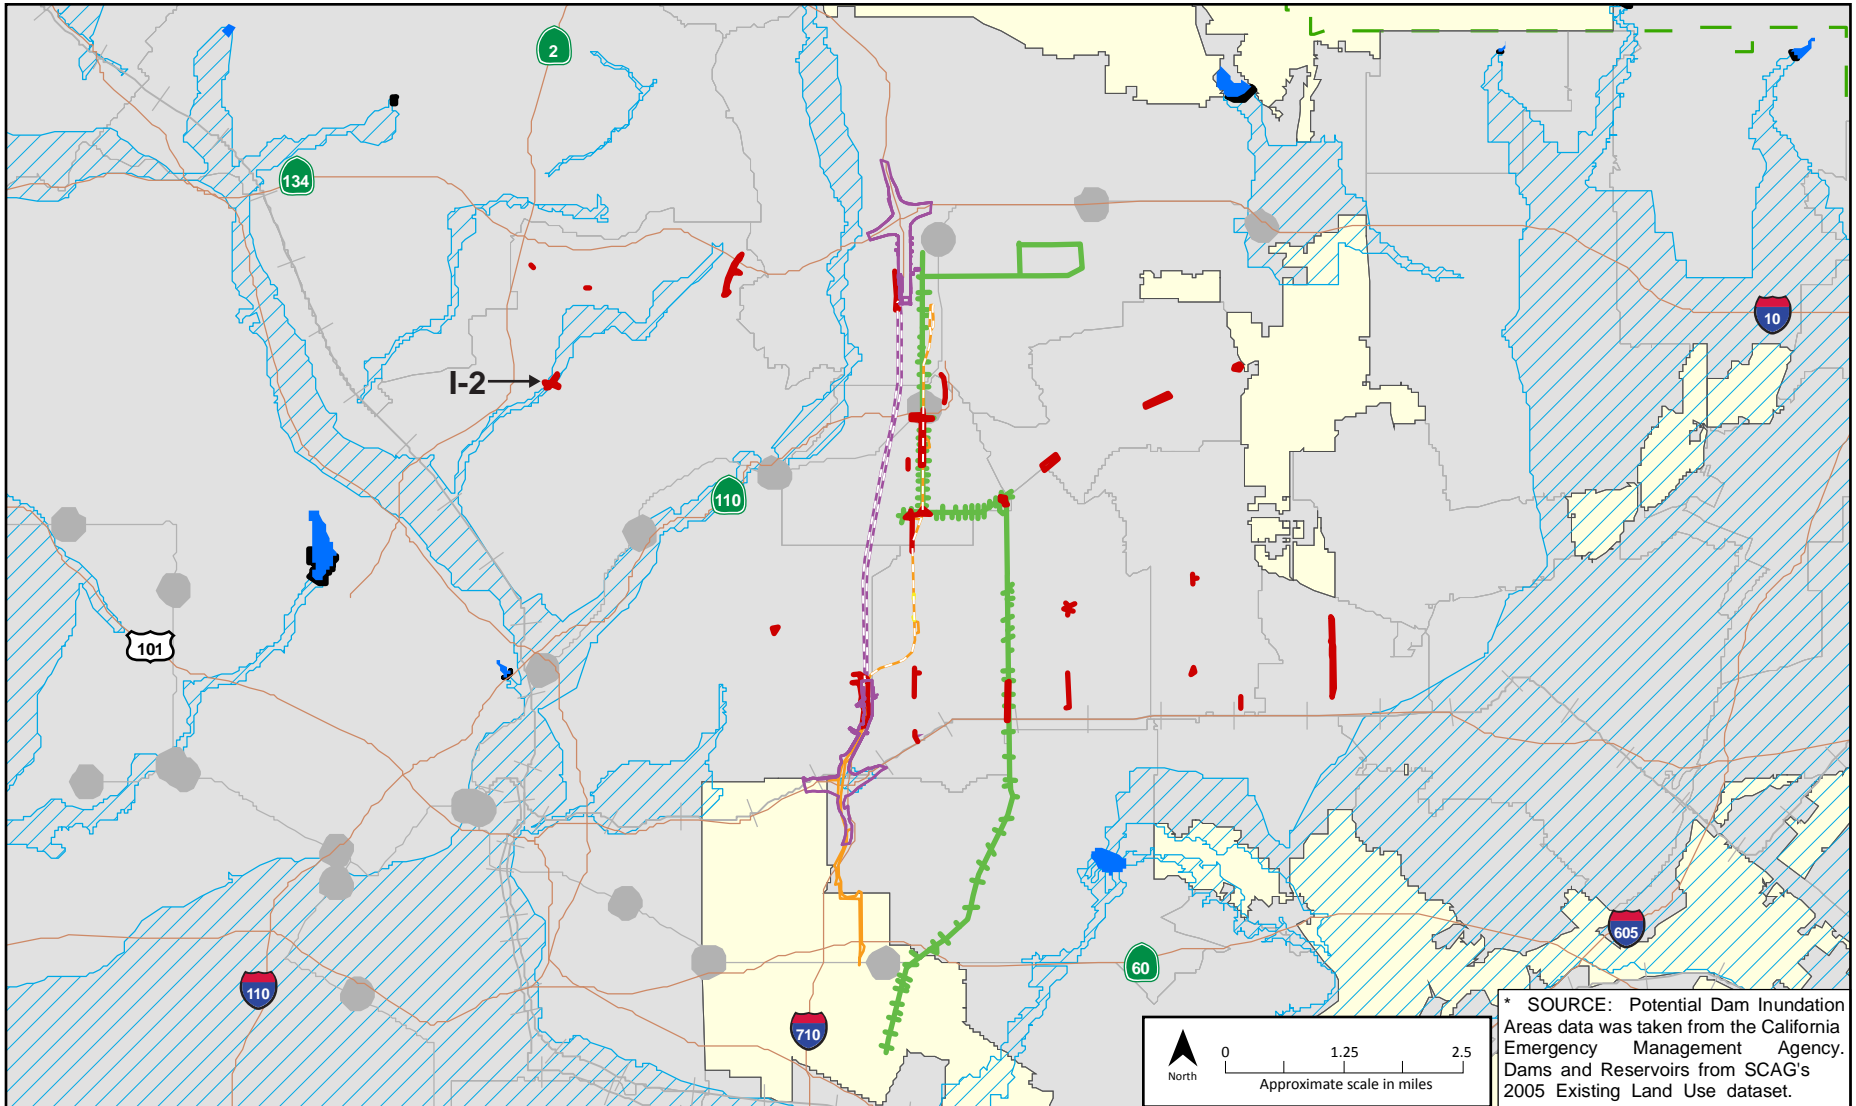 2
134
10
I-2
110
101
605
60
110
710
North
0 1.25 2.5
Approximate scale in miles
* SOURCE: Potential Dam Inundation
Areas data was taken from the California
Emergency Management Agency.
Dams and Reservoirs from SCAG's
2005 Existing Land Use dataset.